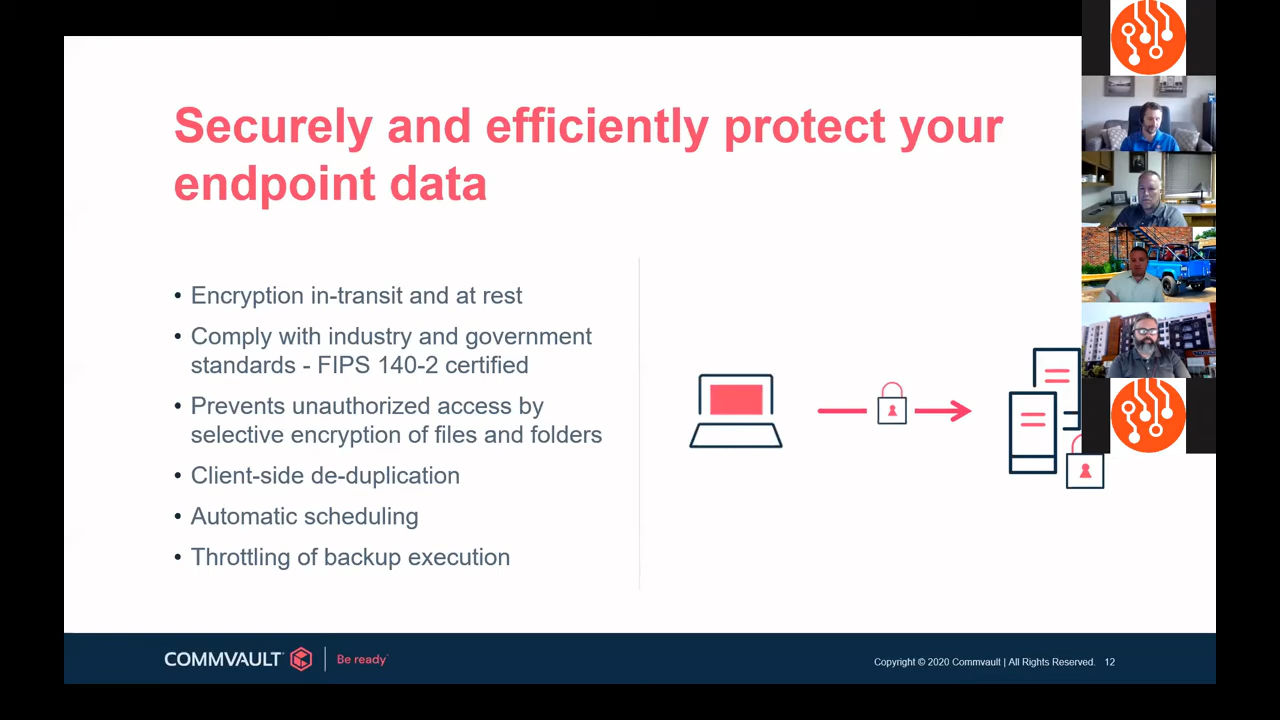 Securely and efficiently protect your
endpoint data
• Encryption in-transit and at rest
• Comply with industry and government
standards - FIPS 140-2 certified
• Prevents unauthorized access by
selective encryption of files and folders
• Client-side de-duplication
• Automatic scheduling
• Throttling of backup execution
COMMVAULT
Be ready
Copyright © 2020 Commvault | All Rights Reserved. 12